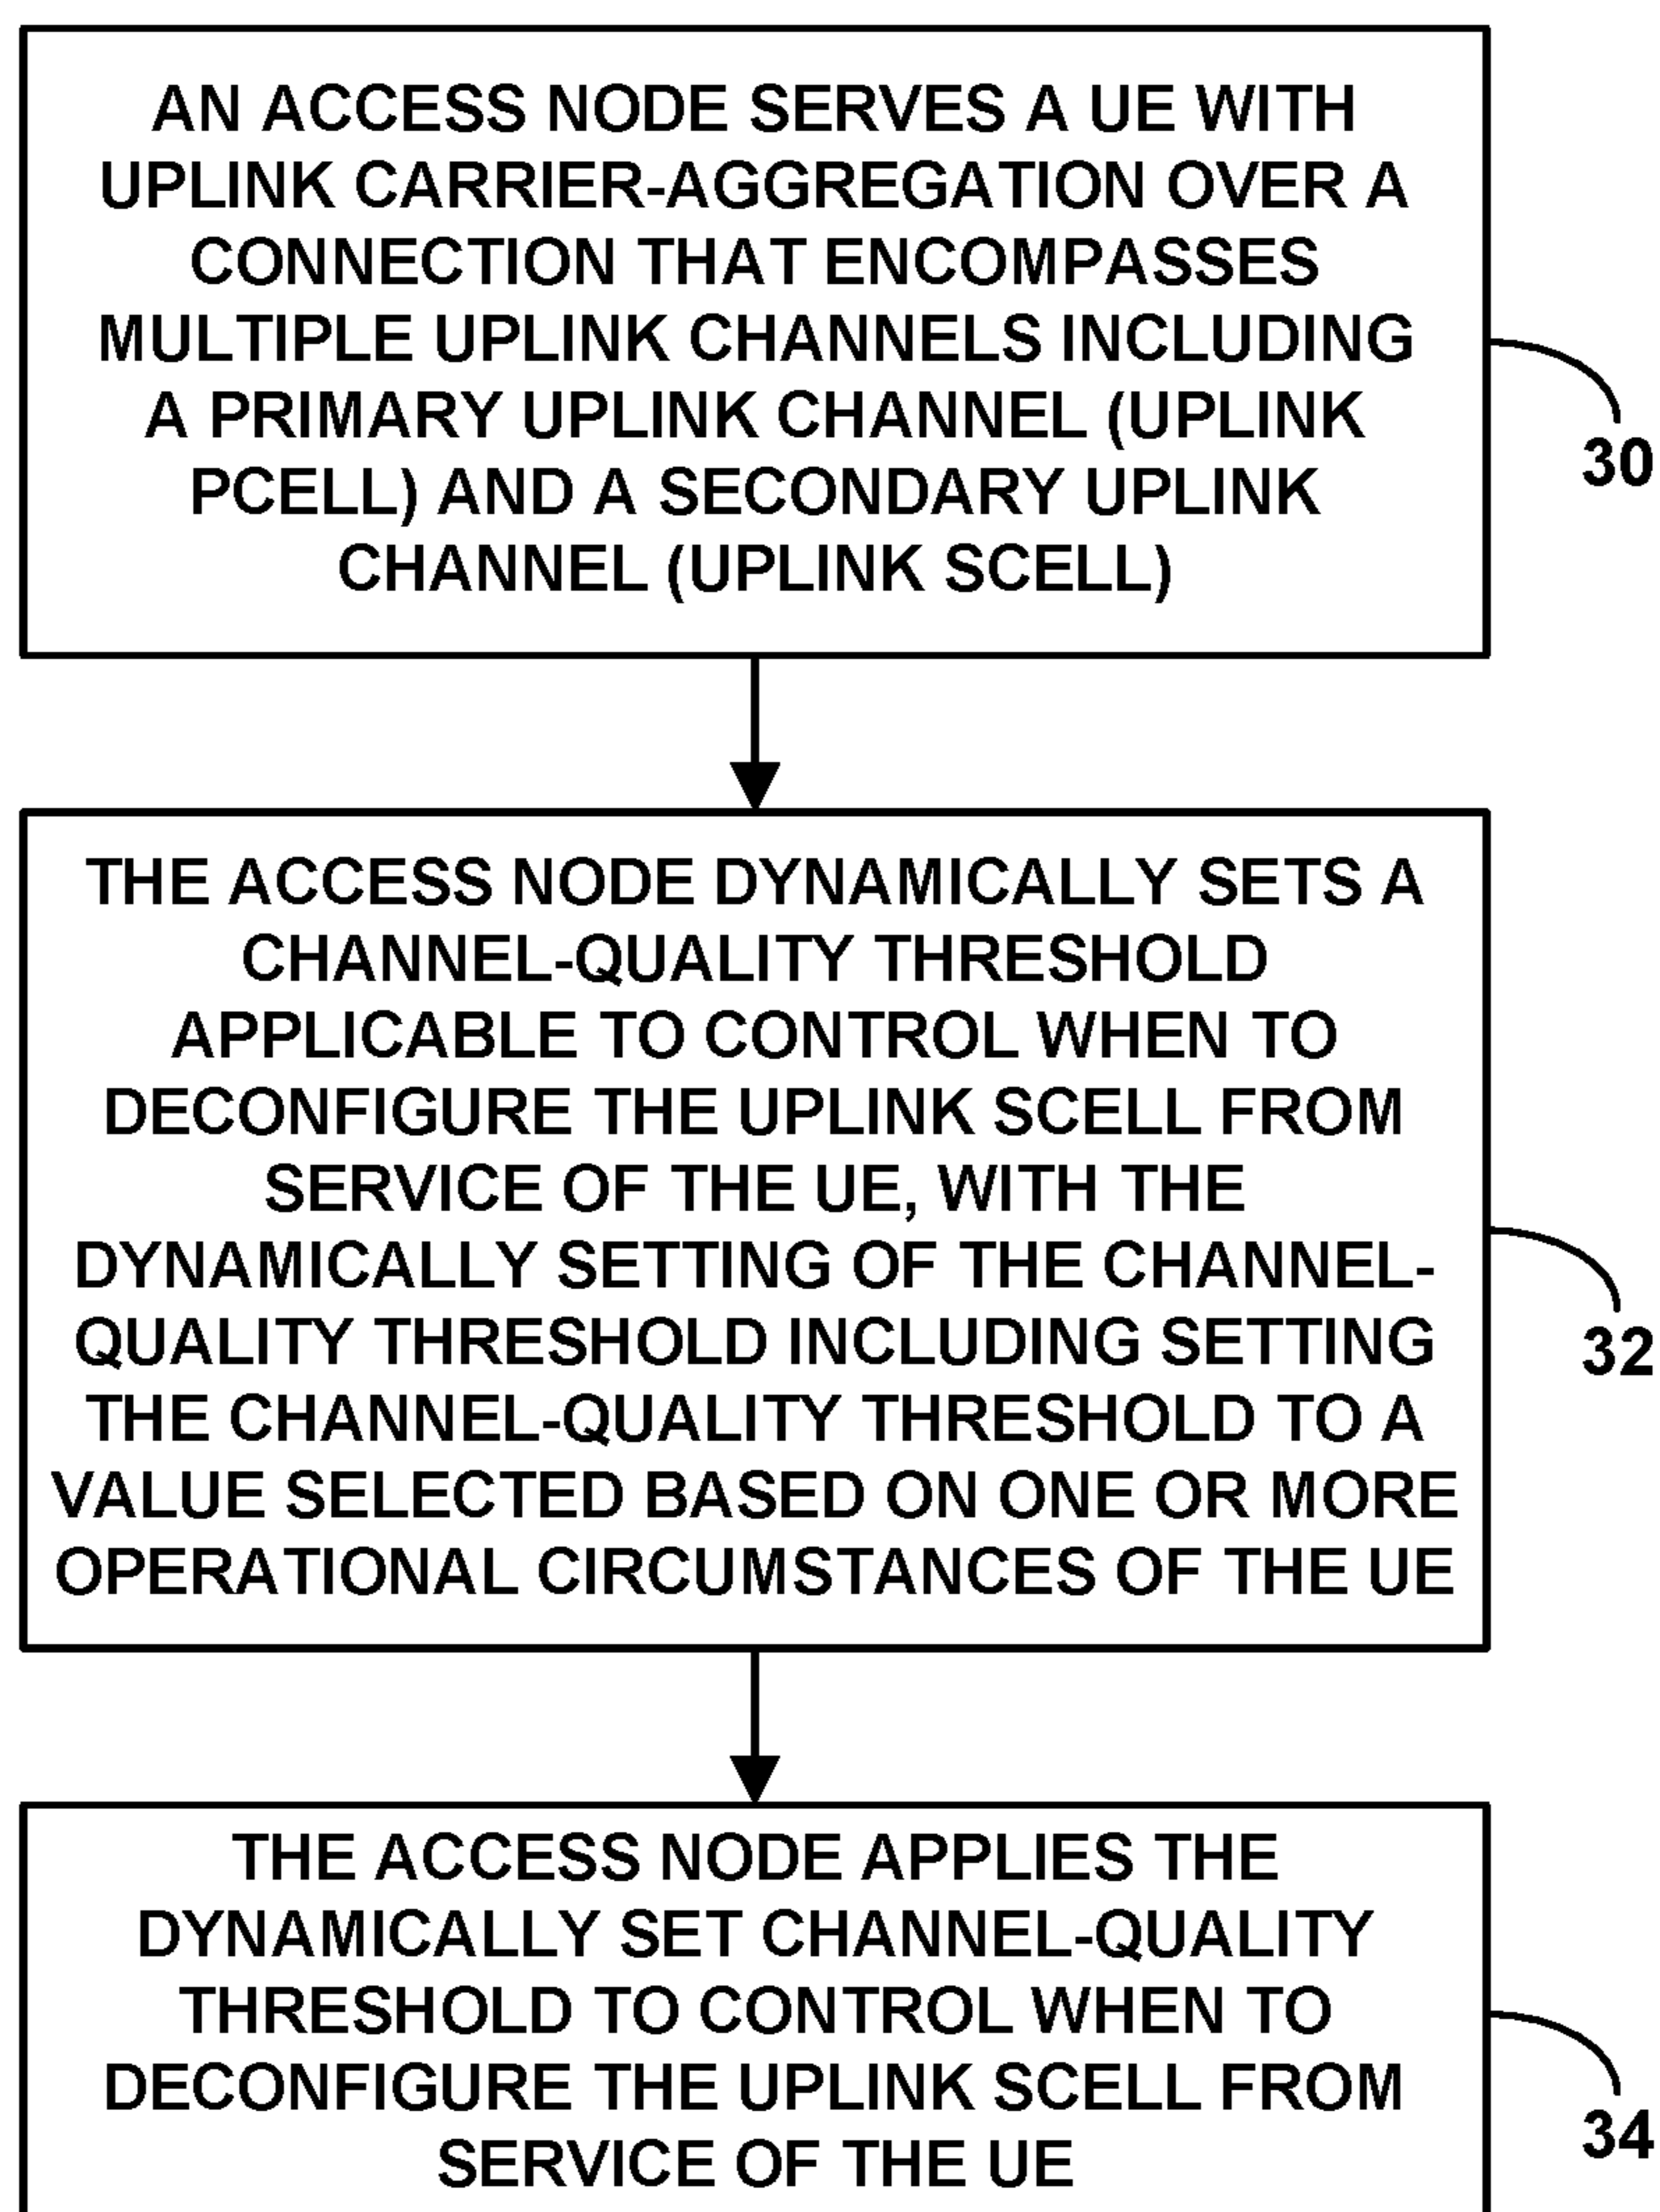 AN ACCESS NODE SERVES A UE WITH
UPLINK CARRIER-AGGREGATION OVER A
CONNECTION THAT ENCOMPASSES
MULTIPLE UPLINK CHANNELS INCLUDING
A PRIMARY UPLINK CHANNEL (UPLINK
PCELL) AND A SECONDARY UPLINK
CHANNEL (UPLINK SCELL)
30
THE ACCESS NODE DYNAMICALLY SETS A
CHANNEL-QUALITY THRESHOLD
APPLICABLE TO CONTROL WHEN TO
DECONFIGURE THE UPLINK SCELL FROM
SERVICE OF THE UE, WITH THE
DYNAMICALLY SETTING OF THE CHANNEL-
QUALITY THRESHOLD INCLUDING SETTING
THE CHANNEL-QUALITY THRESHOLD TO A
VALUE SELECTED BASED ON ONE OR MORE
OPERATIONAL CIRCUMSTANCES OF THE UE
32
THE ACCESS NODE APPLIES THE
DYNAMICALLY SET CHANNEL-QUALITY
THRESHOLD TO CONTROL WHEN TO
DECONFIGURE THE UPLINK SCELL FROM
SERVICE OF THE UE
34